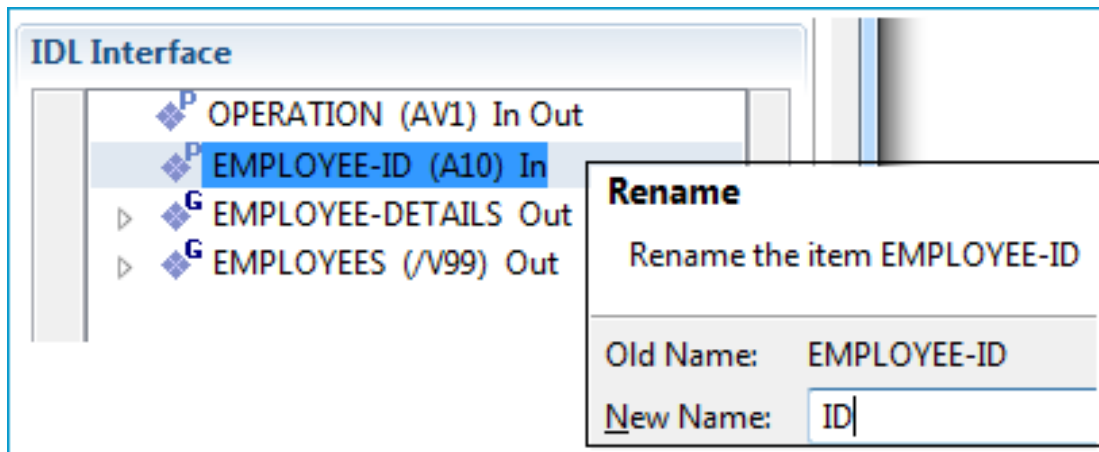 IDL Interface
P OPERATION (AV1) In Out
P EMPLOYEE-ID (A10) In
G EMPLOYEE-DETAILS Out
G EMPLOYEES (/V99) Out
Rename
Rename the item EMPLOYEE-ID
Old Name: EMPLOYEE-ID
New Name: ID